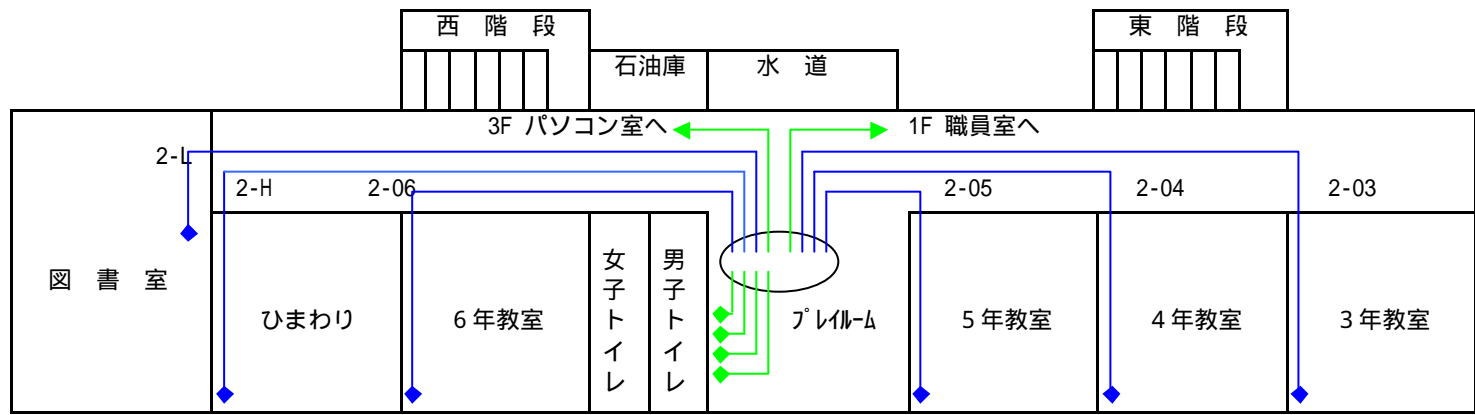 西 階 段
東 階 段
石油庫
水 道
3F パソコン室へ
1F 職員室へ
2-L
2-H
2-06
2-05
2-04
2-03
図 書 室
ひまわり
6年教室
女子トイレ
男子トイレ
プレイルーム
5年教室
4年教室
3年教室